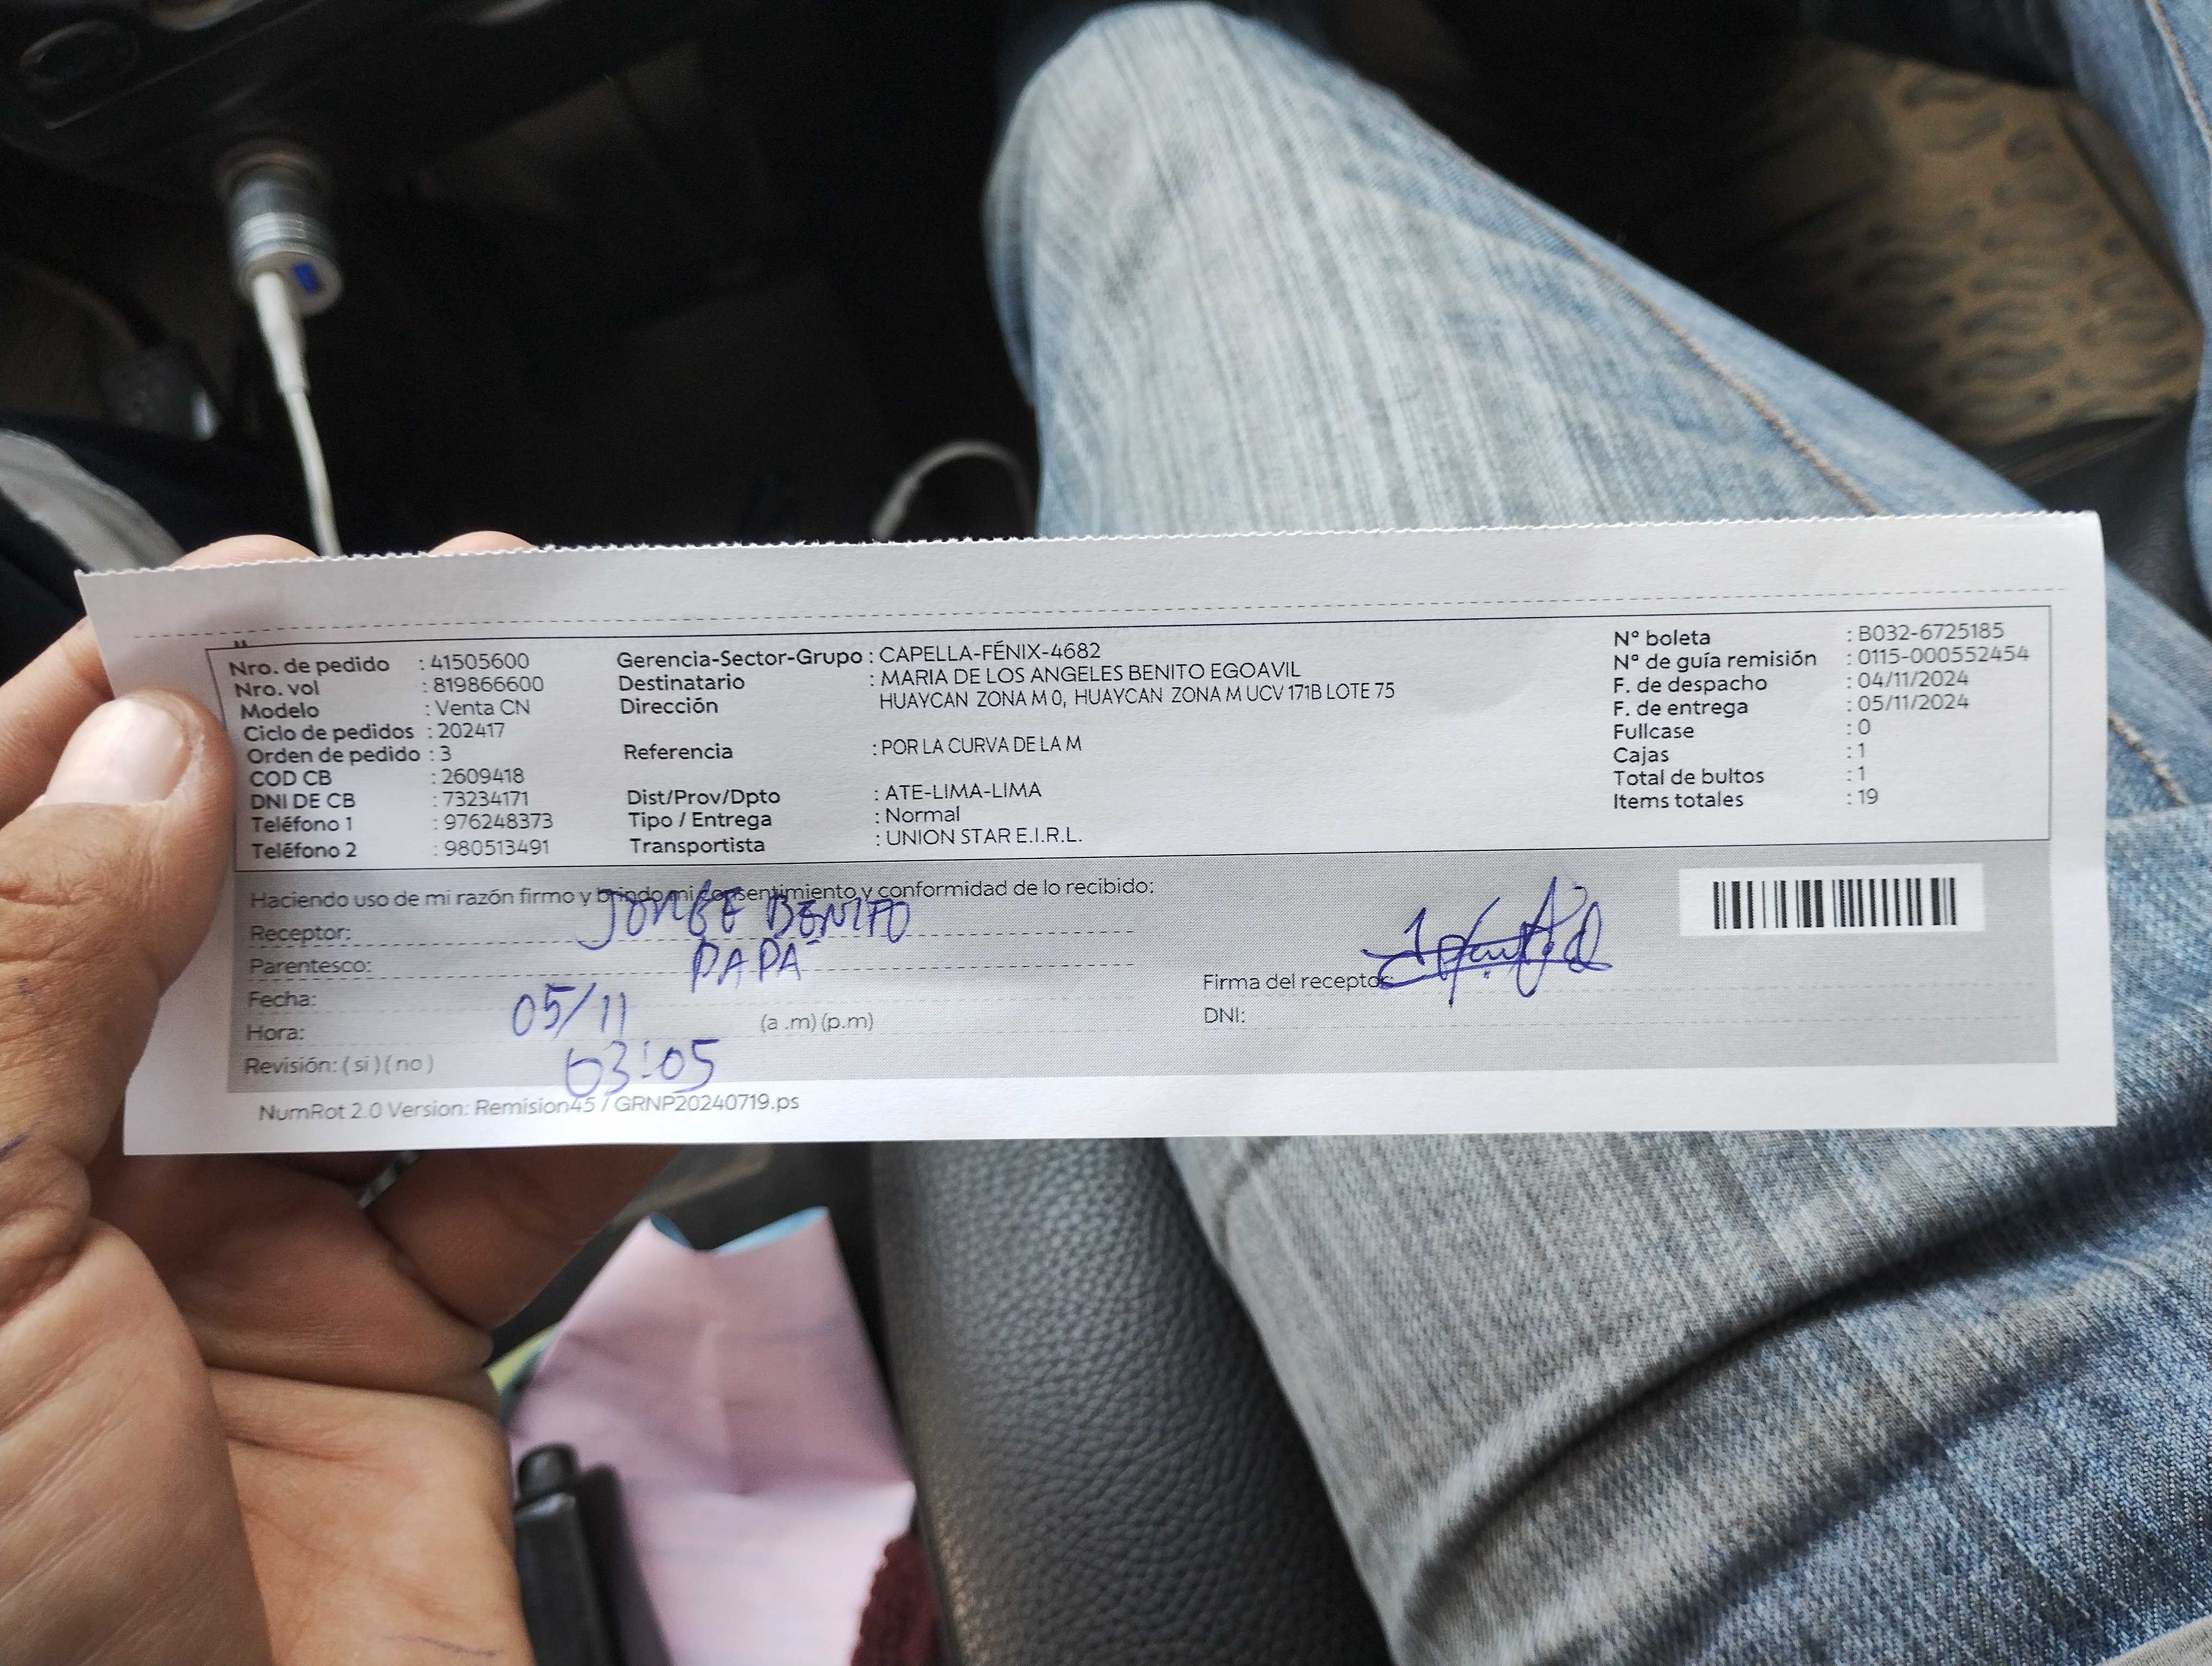 Nro. de pedido : 41505600
Nro. vol : 819866600
Modelo : Venta CN
Ciclo de pedidos : 202417
Orden de pedido : 3
COD CB : 2609418
DNI DE CB : 73234171
Teléfono 1 : 976248373
Teléfono 2 : 980513491
Gerencia-Sector-Grupo : CAPELLA-FÉNIX-4682
Destinatario : MARIA DE LOS ANGELES BENITO EGOAVIL
Dirección HUAYCAN ZONA M 0, HUAYCAN ZONA M UCV 171B LOTE 75
Referencia : POR LA CURVA DE LA M
Dist/Prov/Dpto : ATE-LIMA-LIMA
Tipo / Entrega : Normal
Transportista : UNION STAR E.I.R.L.
N° boleta : B032-6725185
N° de guía remisión : 0115-000552454
F. de despacho : 04/11/2024
F. de entrega : 05/11/2024
Fullcase : 0
Cajas : 1
Total de bultos : 1
Items totales : 19
Haciendo uso de mi razón firmo y brindo mi consentimiento y conformidad de lo recibido:
Receptor: JORGE BENITO
Parentesco: PAPA
Fecha: 05/11
Hora: 03:05 (a .m) (p.m)
Revisión: ( si ) ( no )
Firma del receptor:
DNI:
NumRot 2.0 Version: Remision45 / GRNP20240719.ps